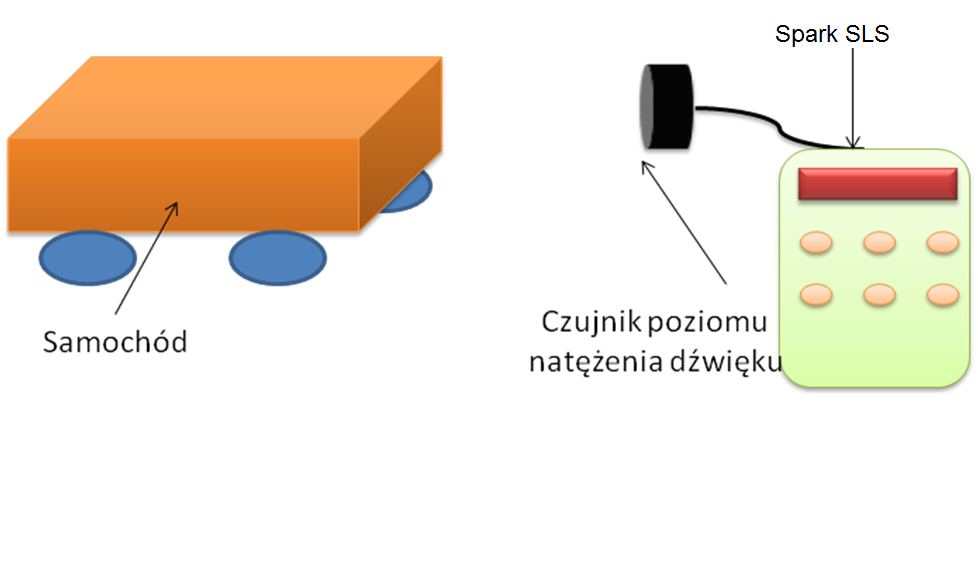 Spark SLS
Samochód
Czujnik poziomu
natężenia dźwięku